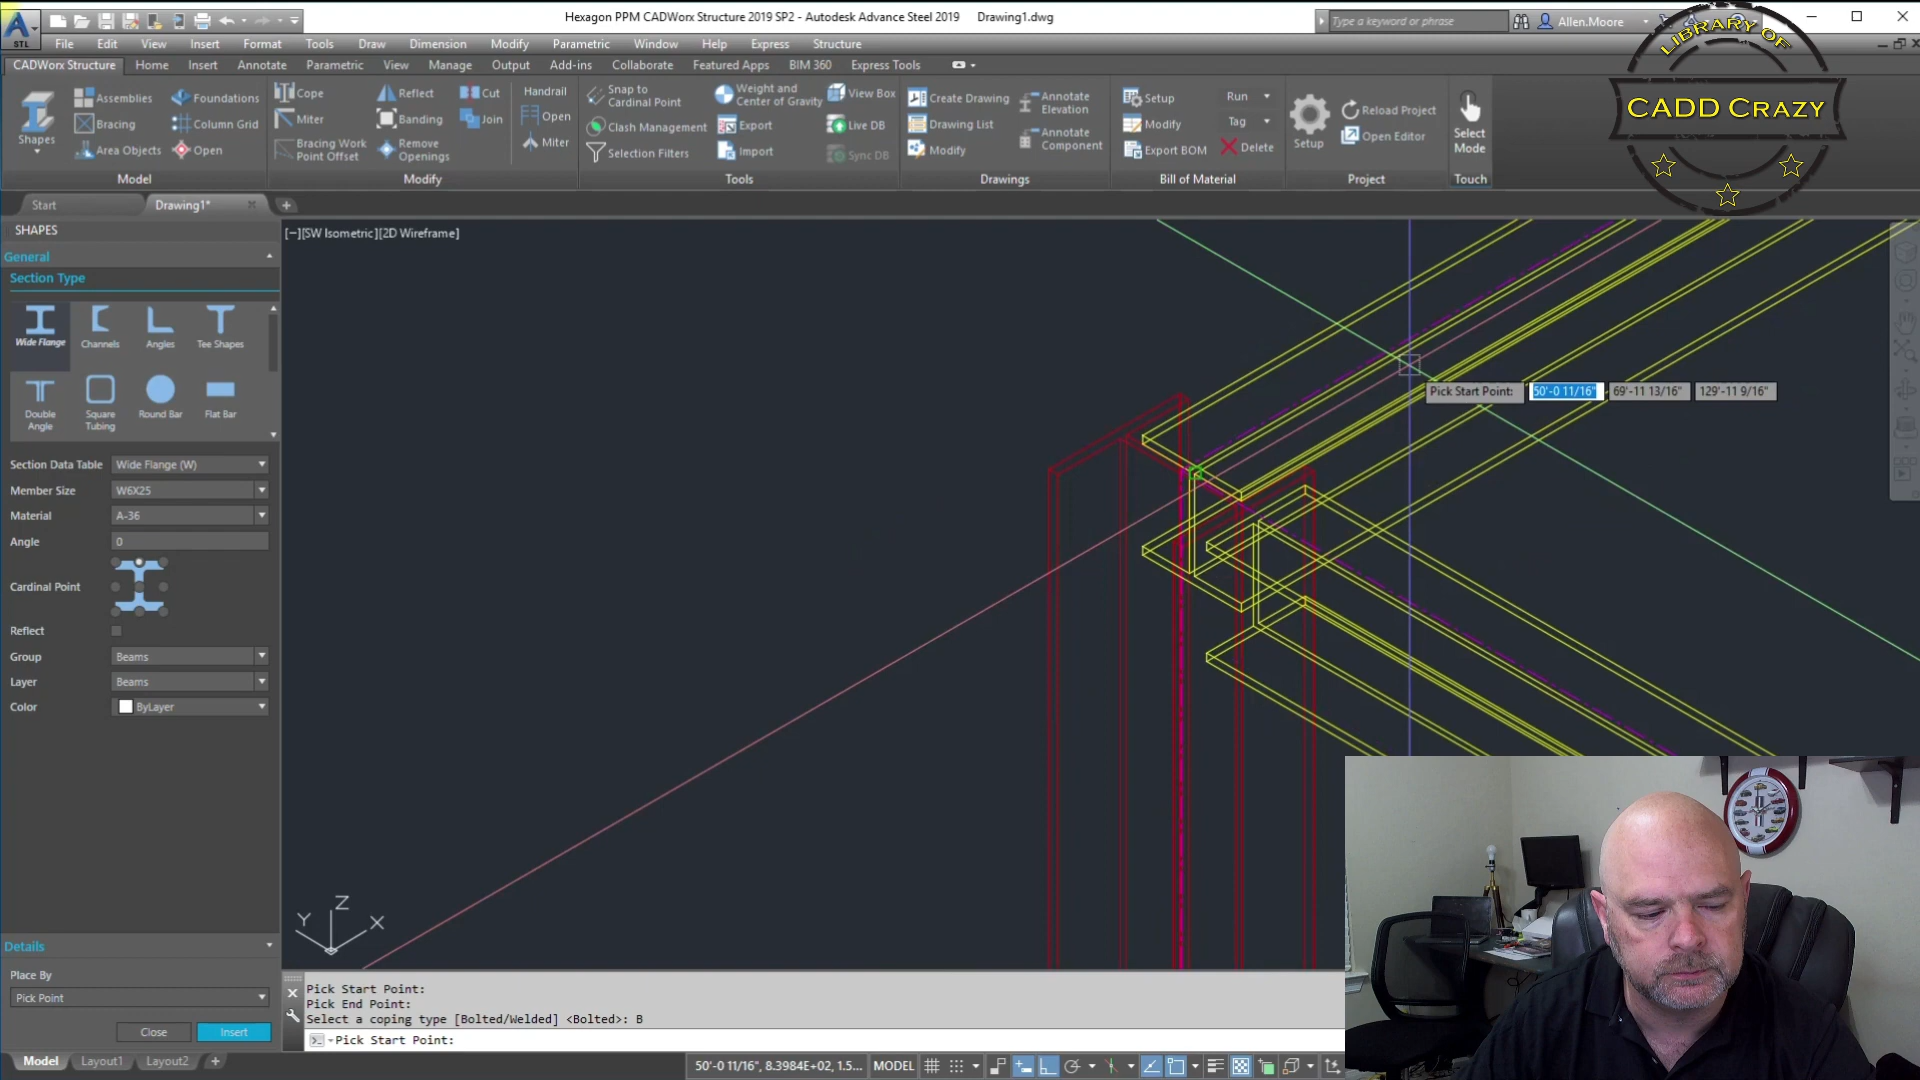 Hexagon PPM CADWorx Structure 2019 SP2 - Autodesk Advance Steel 2019 Drawing1.dwg
Type a keyword or phrase
Allen.Moore
STL
File Edit View Insert Format Tools Draw Dimension Modify Parametric Window Help Express Structure
CADWorx Structure Home Insert Annotate Parametric View Manage Output Add-ins Collaborate Featured Apps BIM 360 Express Tools
Shapes
Assemblies
Bracing
Area Objects
Foundations
Column Grid
Open
Model
Cope
Miter
Bracing Work
Point Offset
Reflect
Banding
Remove
Openings
Cut
Join
Modify
Handrail
Open
Miter
Snap to
Cardinal Point
Clash Management
Selection Filters
Weight and
Center of Gravity
Export
Import
View Box
Live DB
Sync DB
Tools
Create Drawing
Drawing List
Modify
Annotate
Elevation
Annotate
Component
Drawings
Setup
Modify
Export BOM
Run
Tag
Delete
Bill of Material
Setup
Reload Project
Open Editor
Project
Select
Mode
Touch
LIBRARY OF
CADD CRAZY
Start Drawing1*
SHAPES
General
Section Type
Wide Flange Channels Angles Tee Shapes
Double
Angle
Square
Tubing
Round Bar Flat Bar
Section Data Table Wide Flange (W)
Member Size W6X25
Material A-36
Angle 0
Cardinal Point
Reflect
Group Beams
Layer Beams
Color ByLayer
Details
Place By
Pick Point
Close Insert
[−][SW Isometric][2D Wireframe]
Pick Start Point: 50'-0 11/16" 69'-11 13/16" 129'-11 9/16"
Z
Y X
Pick Start Point:
Pick End Point:
Select a coping type [Bolted/Welded] <Bolted>: B
Pick Start Point:
Model Layout1 Layout2 +
50'-0 11/16", 8.3984E+02, 1.5... MODEL